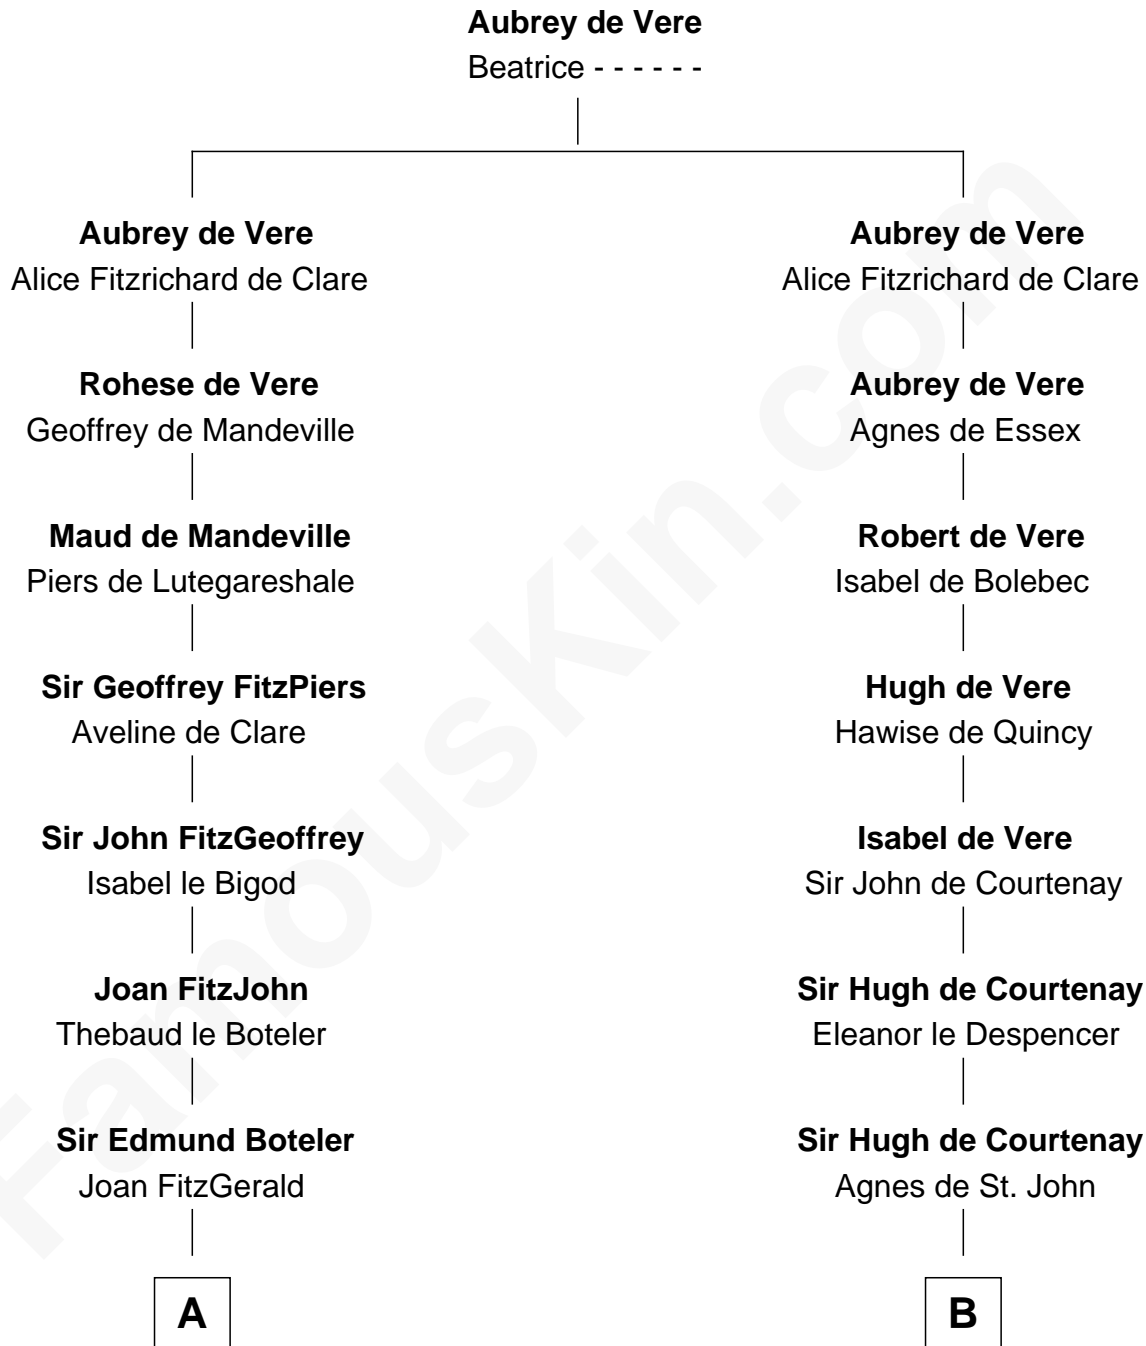 Aubrey de Vere
Beatrice - - - - - -
Aubrey de Vere
Alice Fitzrichard de Clare
Rohese de Vere
Geoffrey de Mandeville
Maud de Mandeville
Piers de Lutegareshale
Sir Geoffrey FitzPiers
Aveline de Clare
Sir John FitzGeoffrey
Isabel le Bigod
Joan FitzJohn
Thebaud le Boteler
Sir Edmund Boteler
Joan FitzGerald
A
Aubrey de Vere
Alice Fitzrichard de Clare
Aubrey de Vere
Agnes de Essex
Robert de Vere
Isabel de Bolebec
Hugh de Vere
Hawise de Quincy
Isabel de Vere
Sir John de Courtenay
Sir Hugh de Courtenay
Eleanor le Despencer
Sir Hugh de Courtenay
Agnes de St. John
B
FamousKin.com